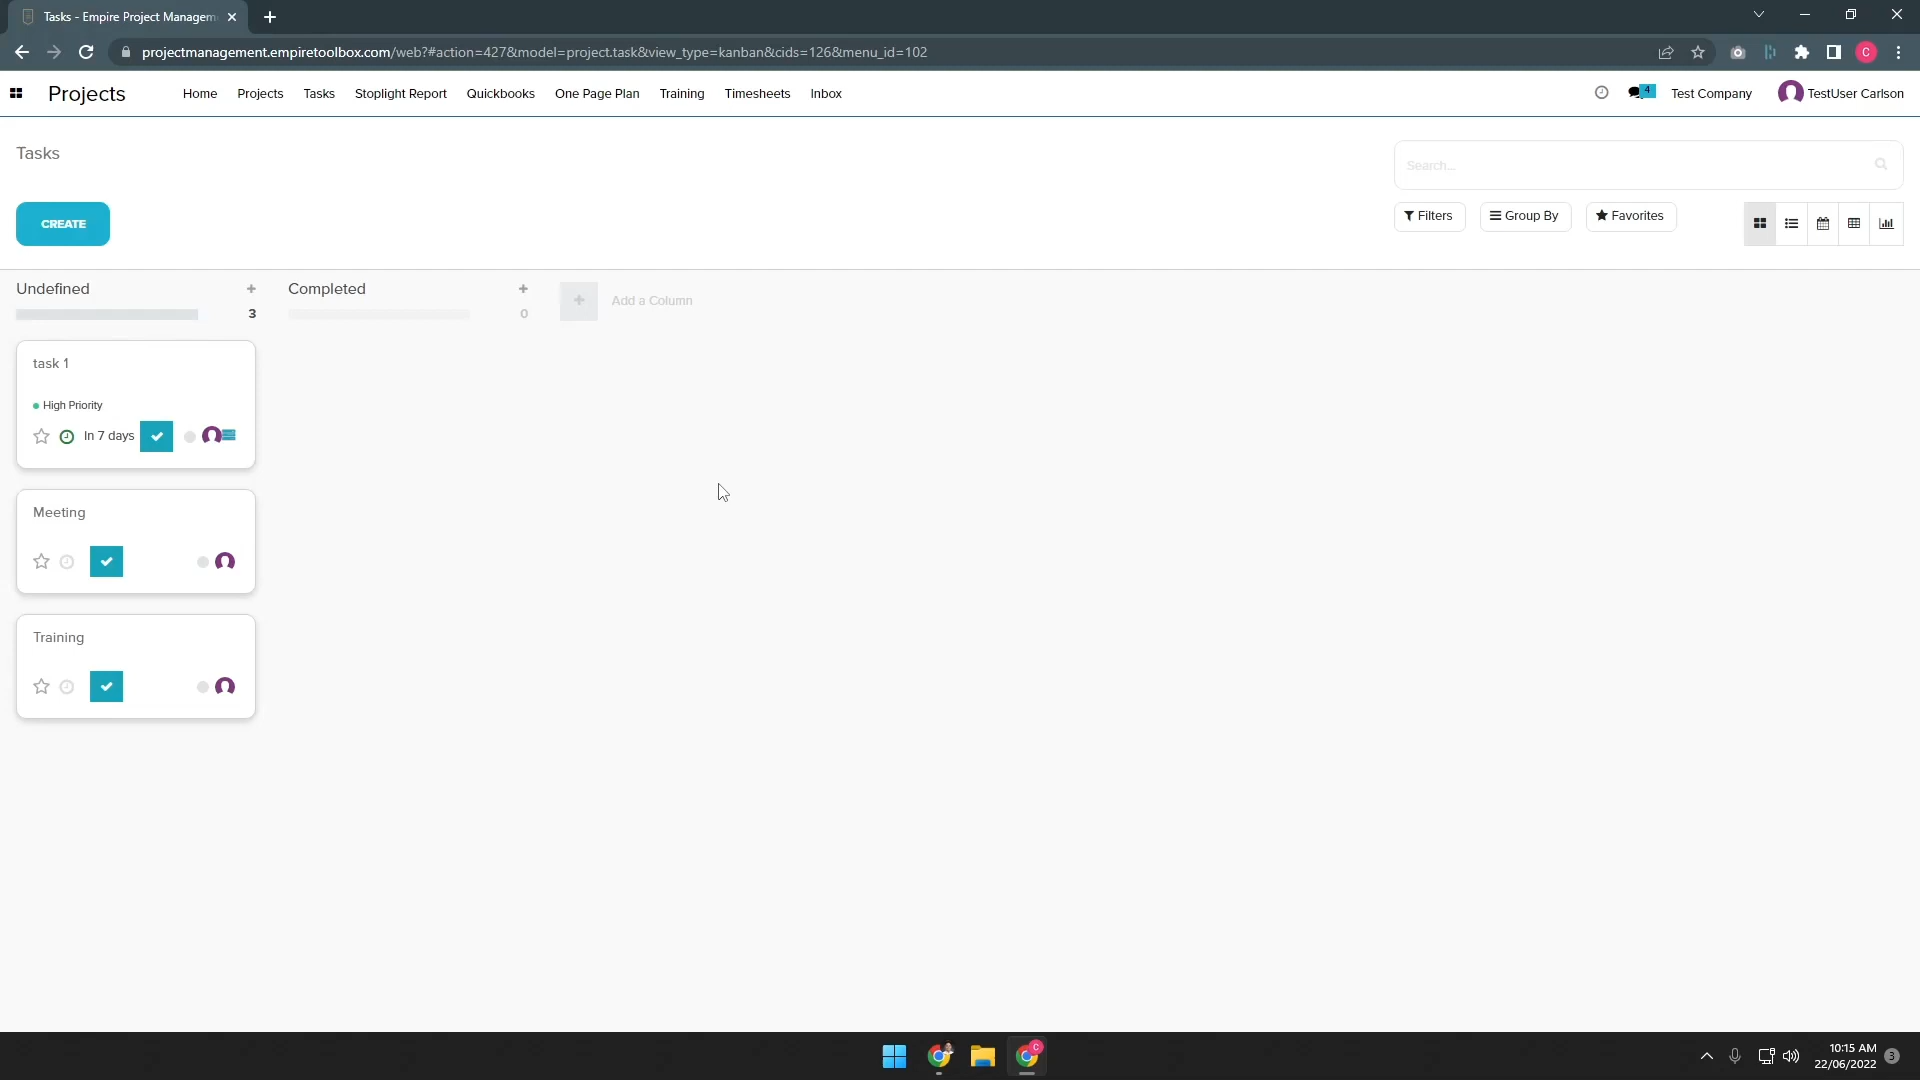 Tasks - Empire Project Managem
projectmanagement.empiretoolbox.com/web?#action=427&model=project.task&view_type=kanban&cids=126&menu_id=102
C
Projects
Home
Projects
Tasks
Stoplight Report
Quickbooks
One Page Plan
Training
Timesheets
Inbox
4
Test Company
TestUser Carlson
Tasks
Search...
CREATE
Filters
Group By
Favorites
Undefined
3
Completed
0
Add a Column
task 1
High Priority
In 7 days
Meeting
Training
C
10:15 AM
22/06/2022
3